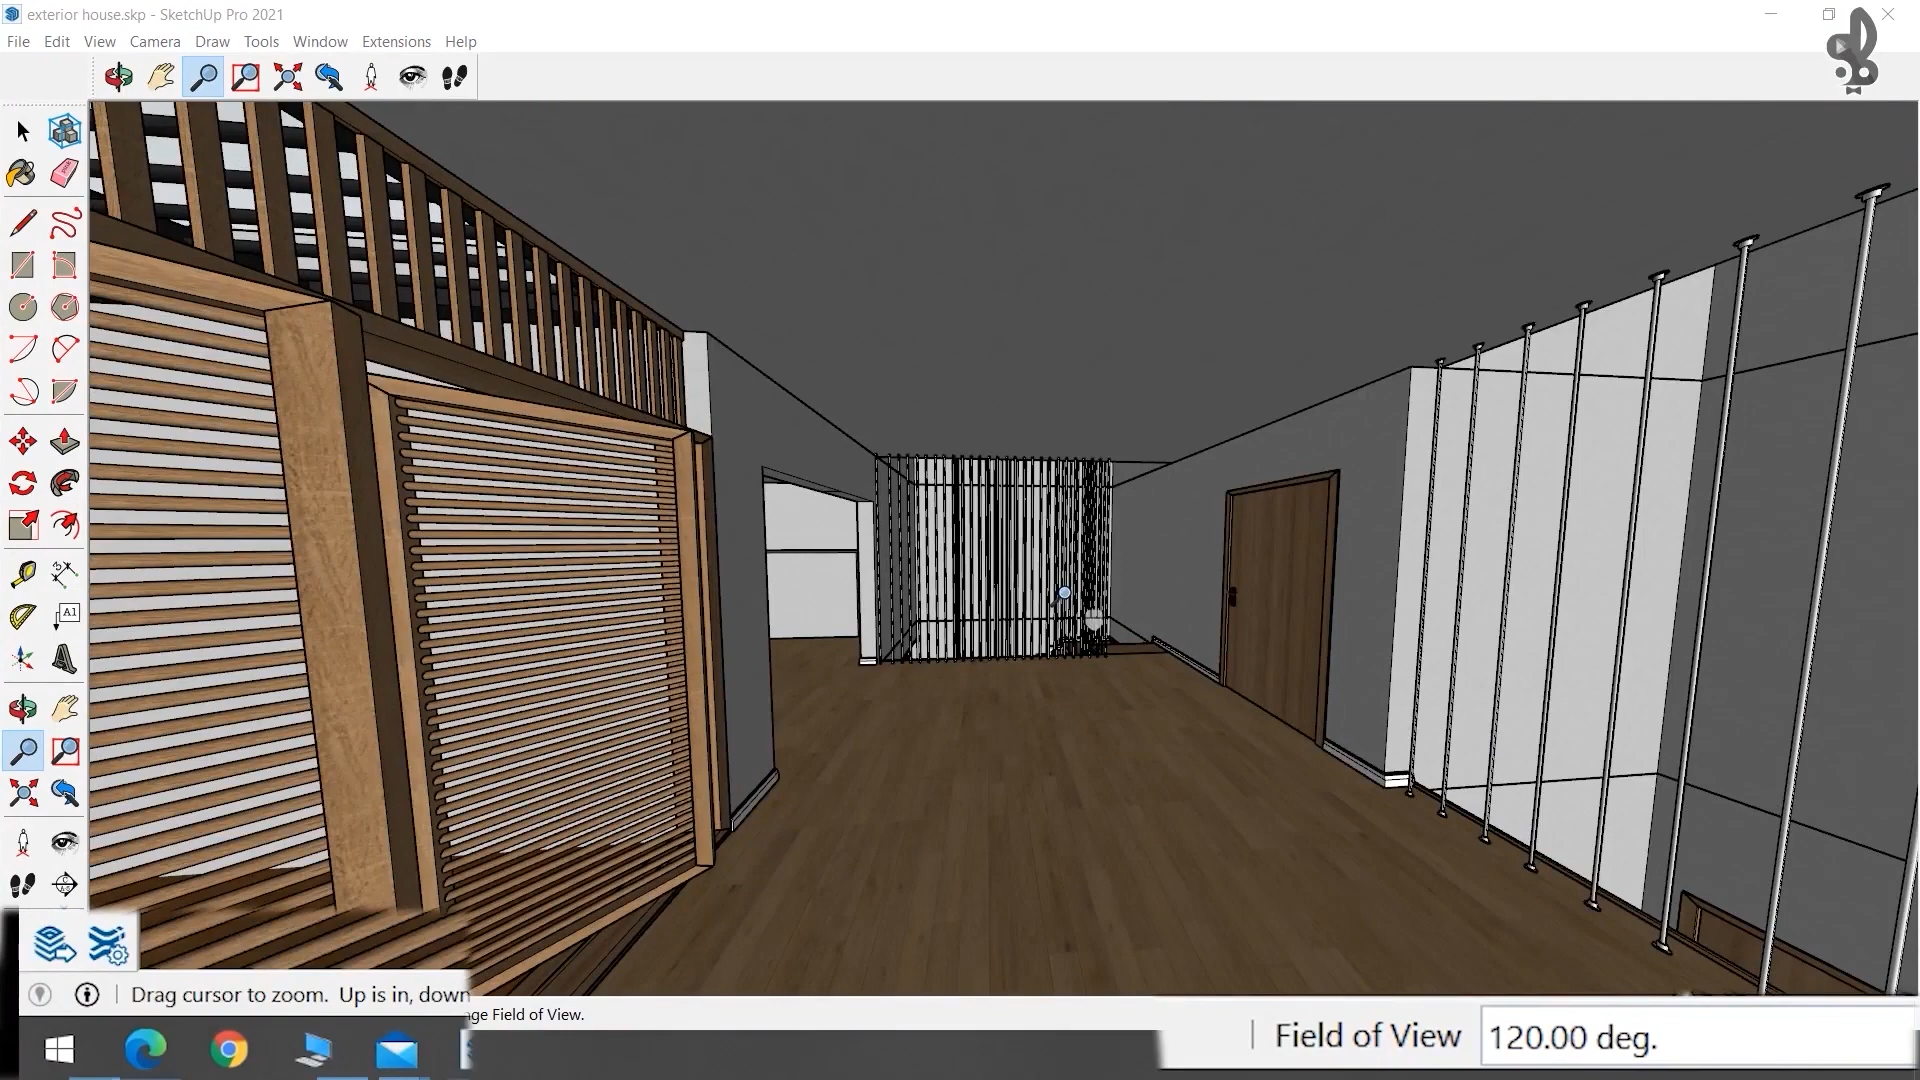 exterior house.skp - SketchUp Pro 2021
File Edit View Camera Draw Tools Window Extensions Help
A1
Drag cursor to zoom. Up is in, down
ge Field of View.
Field of View 120.00 deg.